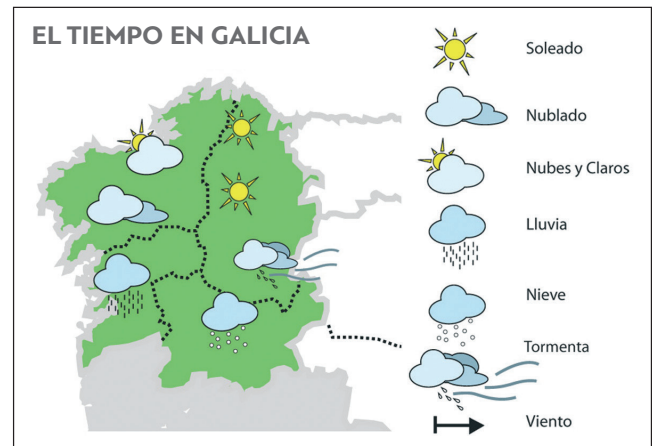 EL TIEMPO EN GALICIA
Soleado
Nublado
Nubes y Claros
Lluvia
Nieve
Tormenta
Viento